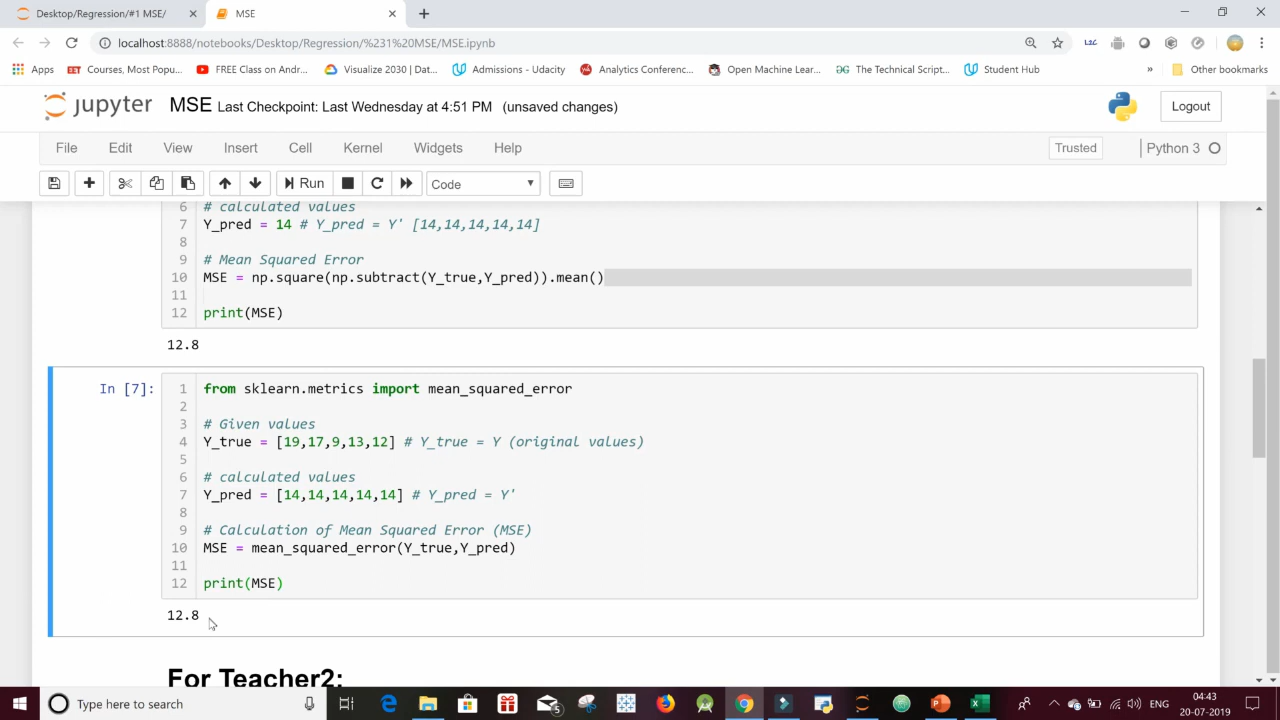 Desktop/Regression/#1 MSE/
MSE
localhost:8888/notebooks/Desktop/Regression/%231%20MSE/MSE.ipynb
Apps
Courses, Most Popu...
FREE Class on Andr...
Visualize 2030 | Dat...
Admissions - Udacity
Analytics Conferenc...
Open Machine Lear...
The Technical Script...
Student Hub
»
Other bookmarks
jupyter MSE Last Checkpoint: Last Wednesday at 4:51 PM (unsaved changes)
Logout
File Edit View Insert Cell Kernel Widgets Help
Trusted
Python 3
Run
Code
6 # calculated values
7 Y_pred = 14 # Y_pred = Y' [14,14,14,14,14]
8
9 # Mean Squared Error
10 MSE = np.square(np.subtract(Y_true,Y_pred)).mean()
11
12 print(MSE)
12.8
In [7]:
1 from sklearn.metrics import mean_squared_error
2
3 # Given values
4 Y_true = [19,17,9,13,12] # Y_true = Y (original values)
5
6 # calculated values
7 Y_pred = [14,14,14,14,14] # Y_pred = Y'
8
9 # Calculation of Mean Squared Error (MSE)
10 MSE = mean_squared_error(Y_true,Y_pred)
11
12 print(MSE)
12.8
For Teacher2:
Type here to search
5
ENG
04:43
20-07-2019